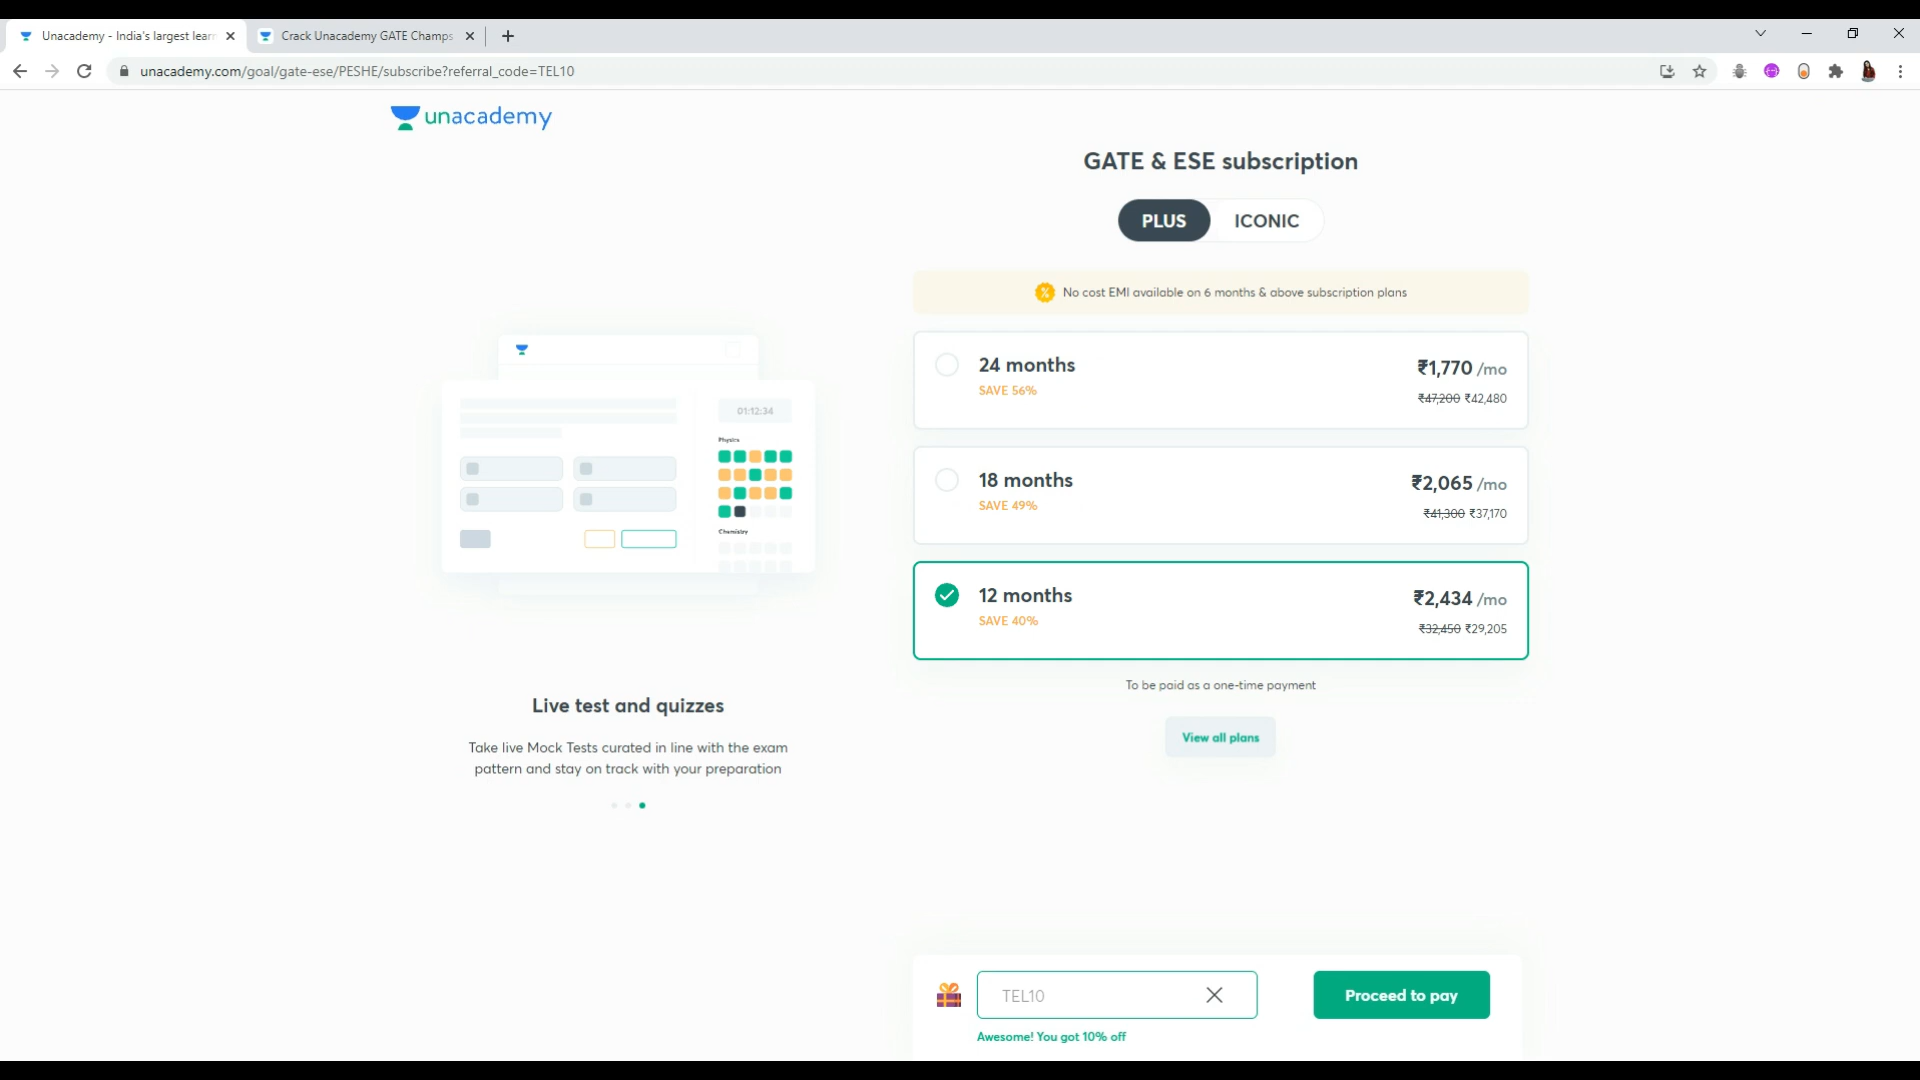 Unacademy - India's largest lear
Crack Unacademy GATE Champs
unacademy.com/goal/gate-ese/PESHE/subscribe?referral_code=TEL10
unacademy
GATE & ESE subscription
PLUS
ICONIC
No cost EMI available on 6 months & above subscription plans
24 months
₹1,770 /mo
SAVE 56%
₹47,200 ₹42,480
18 months
₹2,065 /mo
SAVE 49%
₹41,300 ₹37,170
12 months
₹2,434 /mo
SAVE 40%
₹32,450 ₹29,205
To be paid as a one-time payment
View all plans
01:12:34
Physics
Chemistry
Live test and quizzes
Take live Mock Tests curated in line with the exam
pattern and stay on track with your preparation
TEL10
Proceed to pay
Awesome! You got 10% off